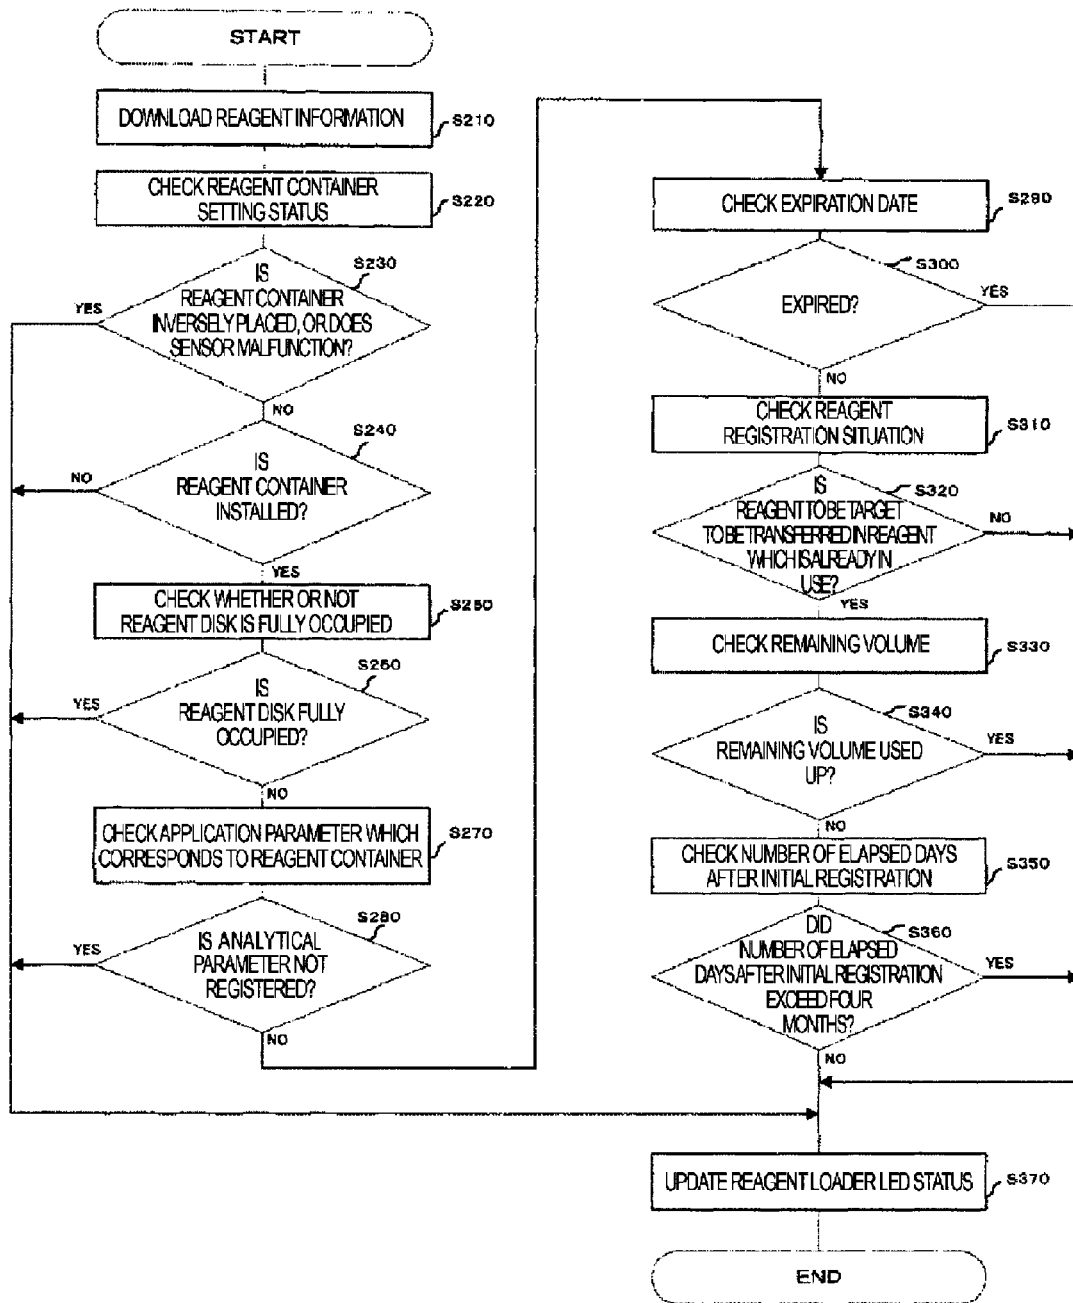 START
DOWNLOAD REAGENT INFORMATION
S210
CHECK REAGENT CONTAINER
SETTING STATUS
S220
S230
IS
REAGENT CONTAINER
INVERSELY PLACED, OR DOES
SENSOR MALFUNCTION?
YES
NO
S240
IS
REAGENT CONTAINER
INSTALLED?
NO
YES
CHECK WHETHER OR NOT
REAGENT DISK IS FULLY OCCUPIED
S250
S260
IS
REAGENT DISK FULLY
OCCUPIED?
YES
NO
CHECK APPLICATION PARAMETER WHICH
CORRESPONDS TO REAGENT CONTAINER
S270
S280
IS ANALYTICAL
PARAMETER NOT
REGISTERED?
YES
NO
CHECK EXPIRATION DATE
S290
S300
EXPIRED?
YES
NO
CHECK REAGENT
REGISTRATION SITUATION
S310
S320
IS
REAGENT TO BE TARGET
TO BE TRANSFERRED IN REAGENT
WHICH IS ALREADY IN
USE?
NO
YES
CHECK REMAINING VOLUME
S330
S340
IS
REMAINING VOLUME USED
UP?
YES
NO
CHECK NUMBER OF ELAPSED DAYS
AFTER INITIAL REGISTRATION
S350
S360
DID
NUMBER OF ELAPSED
DAYS AFTER INITIAL REGISTRATION
EXCEED FOUR
MONTHS?
YES
NO
UPDATE REAGENT LOADER LED STATUS
S370
END